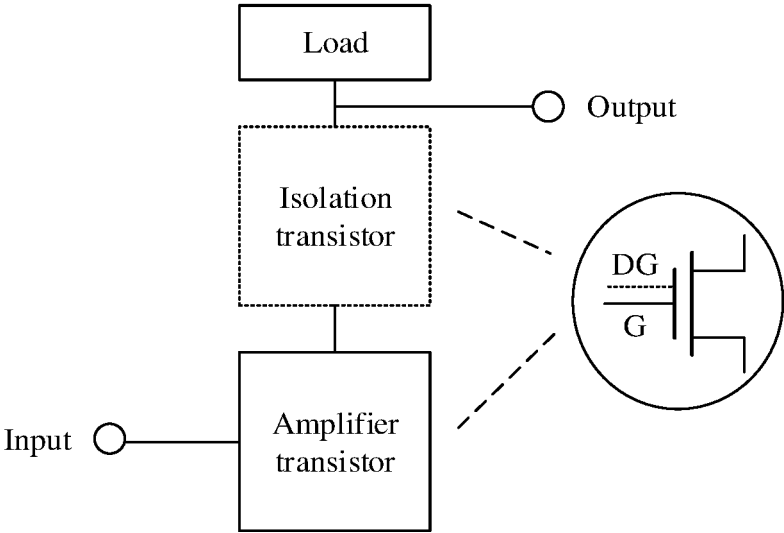 Load
Output
Isolation
transistor
DG
G
Amplifier
transistor
Input